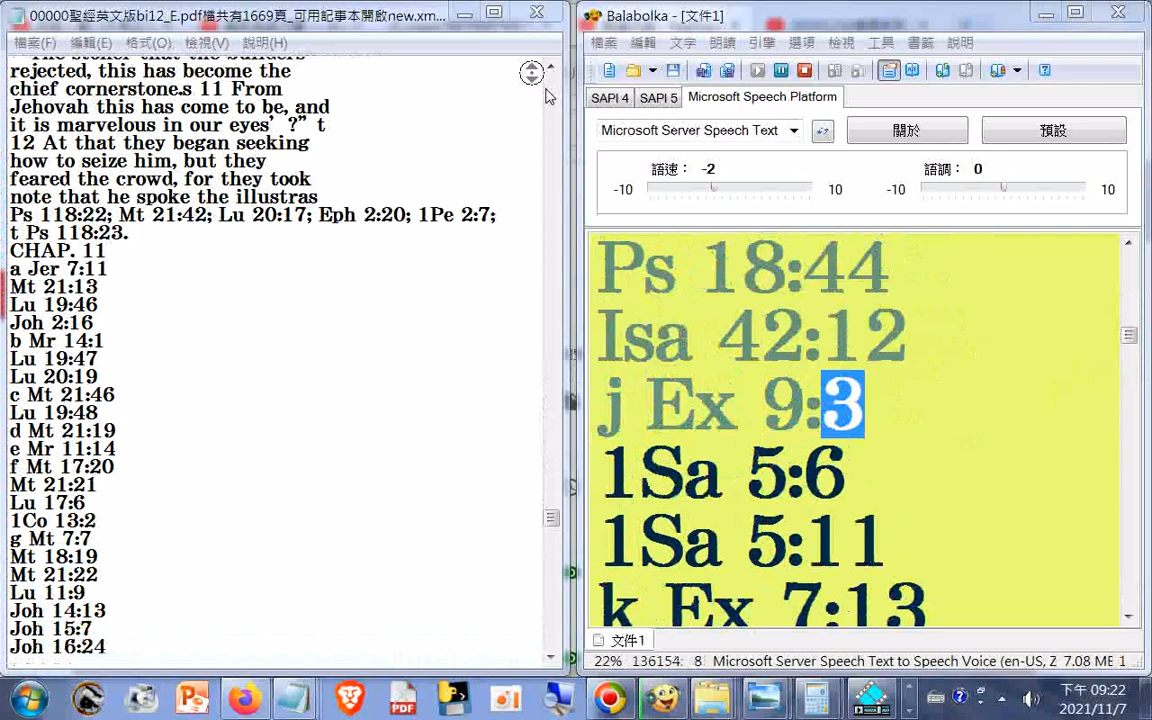 00000聖經英文版bi12_E.pdf檔共有1669頁_可用記事本開啟new.xm...
檔案(F) 編輯(E) 格式(O) 檢視(V) 說明(H)
rejected, this has become the
chief cornerstone.s 11 From
Jehovah this has come to be, and
it is marvelous in our eyes’ ?” t
12 At that they began seeking
how to seize him, but they
feared the crowd, for they took
note that he spoke the illustras
Ps 118:22; Mt 21:42; Lu 20:17; Eph 2:20; 1Pe 2:7;
t Ps 118:23.
CHAP. 11
a Jer 7:11
Mt 21:13
Lu 19:46
Joh 2:16
b Mr 14:1
Lu 19:47
Lu 20:19
c Mt 21:46
Lu 19:48
d Mt 21:19
e Mr 11:14
f Mt 17:20
Mt 21:21
Lu 17:6
1Co 13:2
g Mt 7:7
Mt 18:19
Mt 21:22
Lu 11:9
Joh 14:13
Joh 15:7
Joh 16:24
Balabolka - [文件1]
檔案 編輯 文字 朗讀 引擎 選項 檢視 工具 書籤 說明
SAPI 4 SAPI 5 Microsoft Speech Platform
Microsoft Server Speech Text 關於 預設
語速: -2 語調: 0
-10 10 -10 10
Ps 18:44
Isa 42:12
j Ex 9:3
1Sa 5:6
1Sa 5:11
k Ex 7:13
文件1
22% 136154: 8 Microsoft Server Speech Text to Speech Voice (en-US, Z 7.08 ME 1
PDF
下午 09:22
2021/11/7